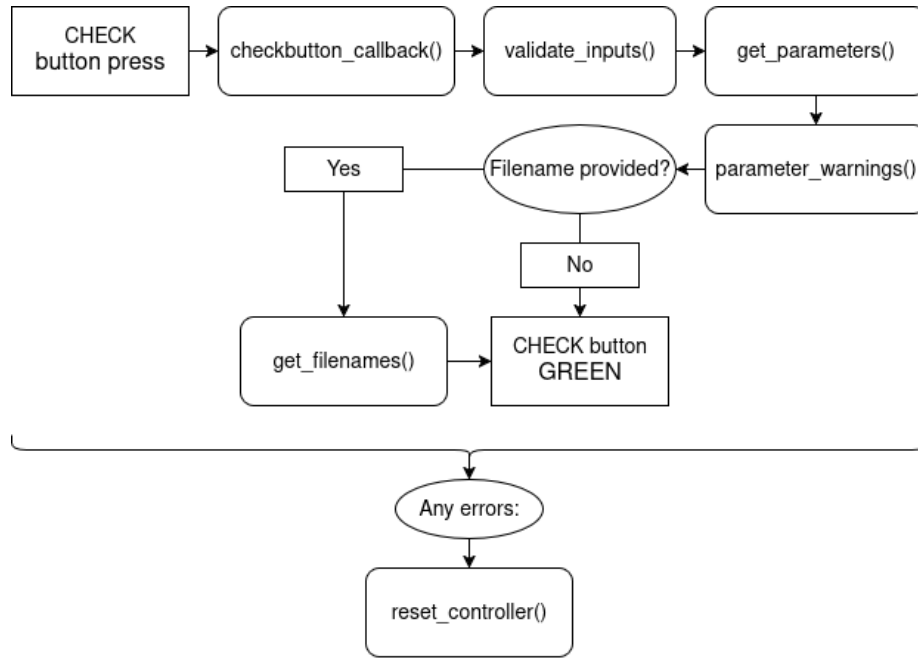 CHECK
button press
checkbutton_callback()
validate_inputs()
get_parameters()
Yes
Filename provided?
parameter_warnings()
No
get_filenames()
CHECK button
GREEN
Any errors:
reset_controller()